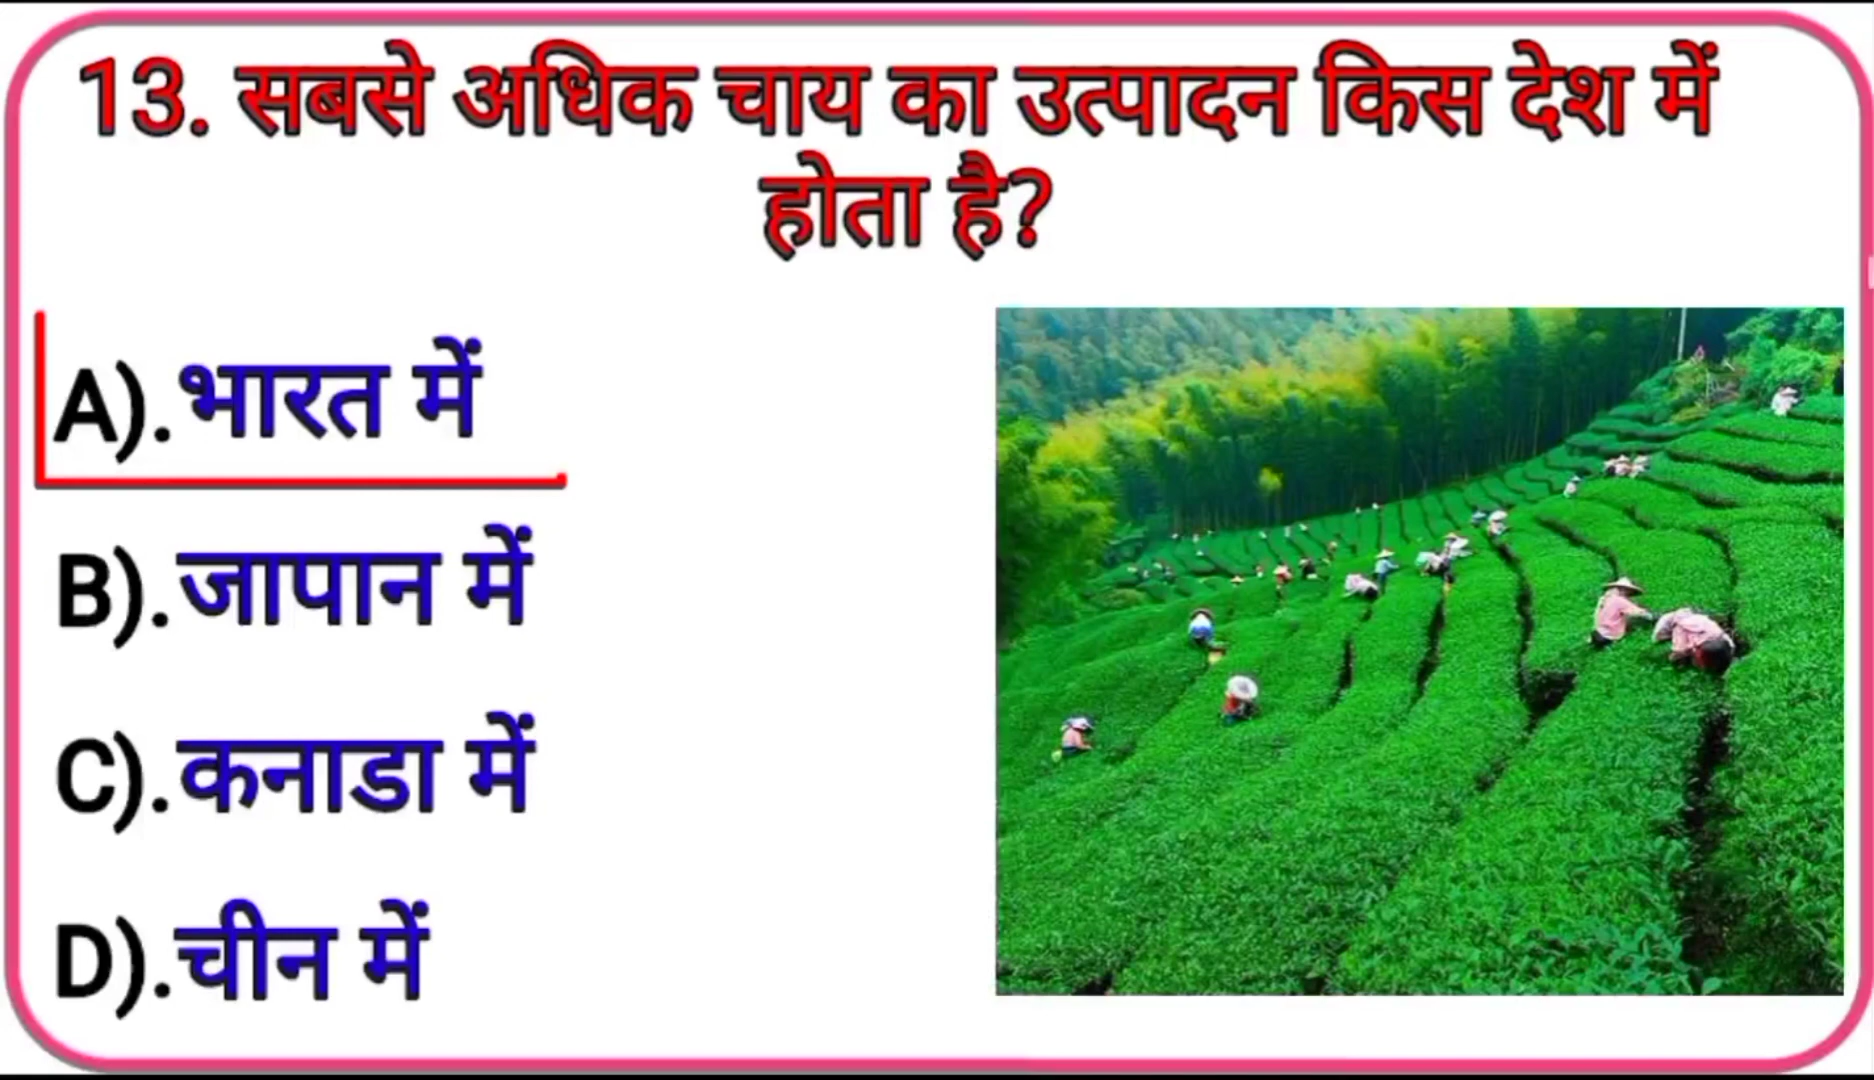 13. सबसे अधिक चाय का उत्पादन किस देश में
होता है?
A). भारत में
B). जापान में
C). कनाडा में
D). चीन में